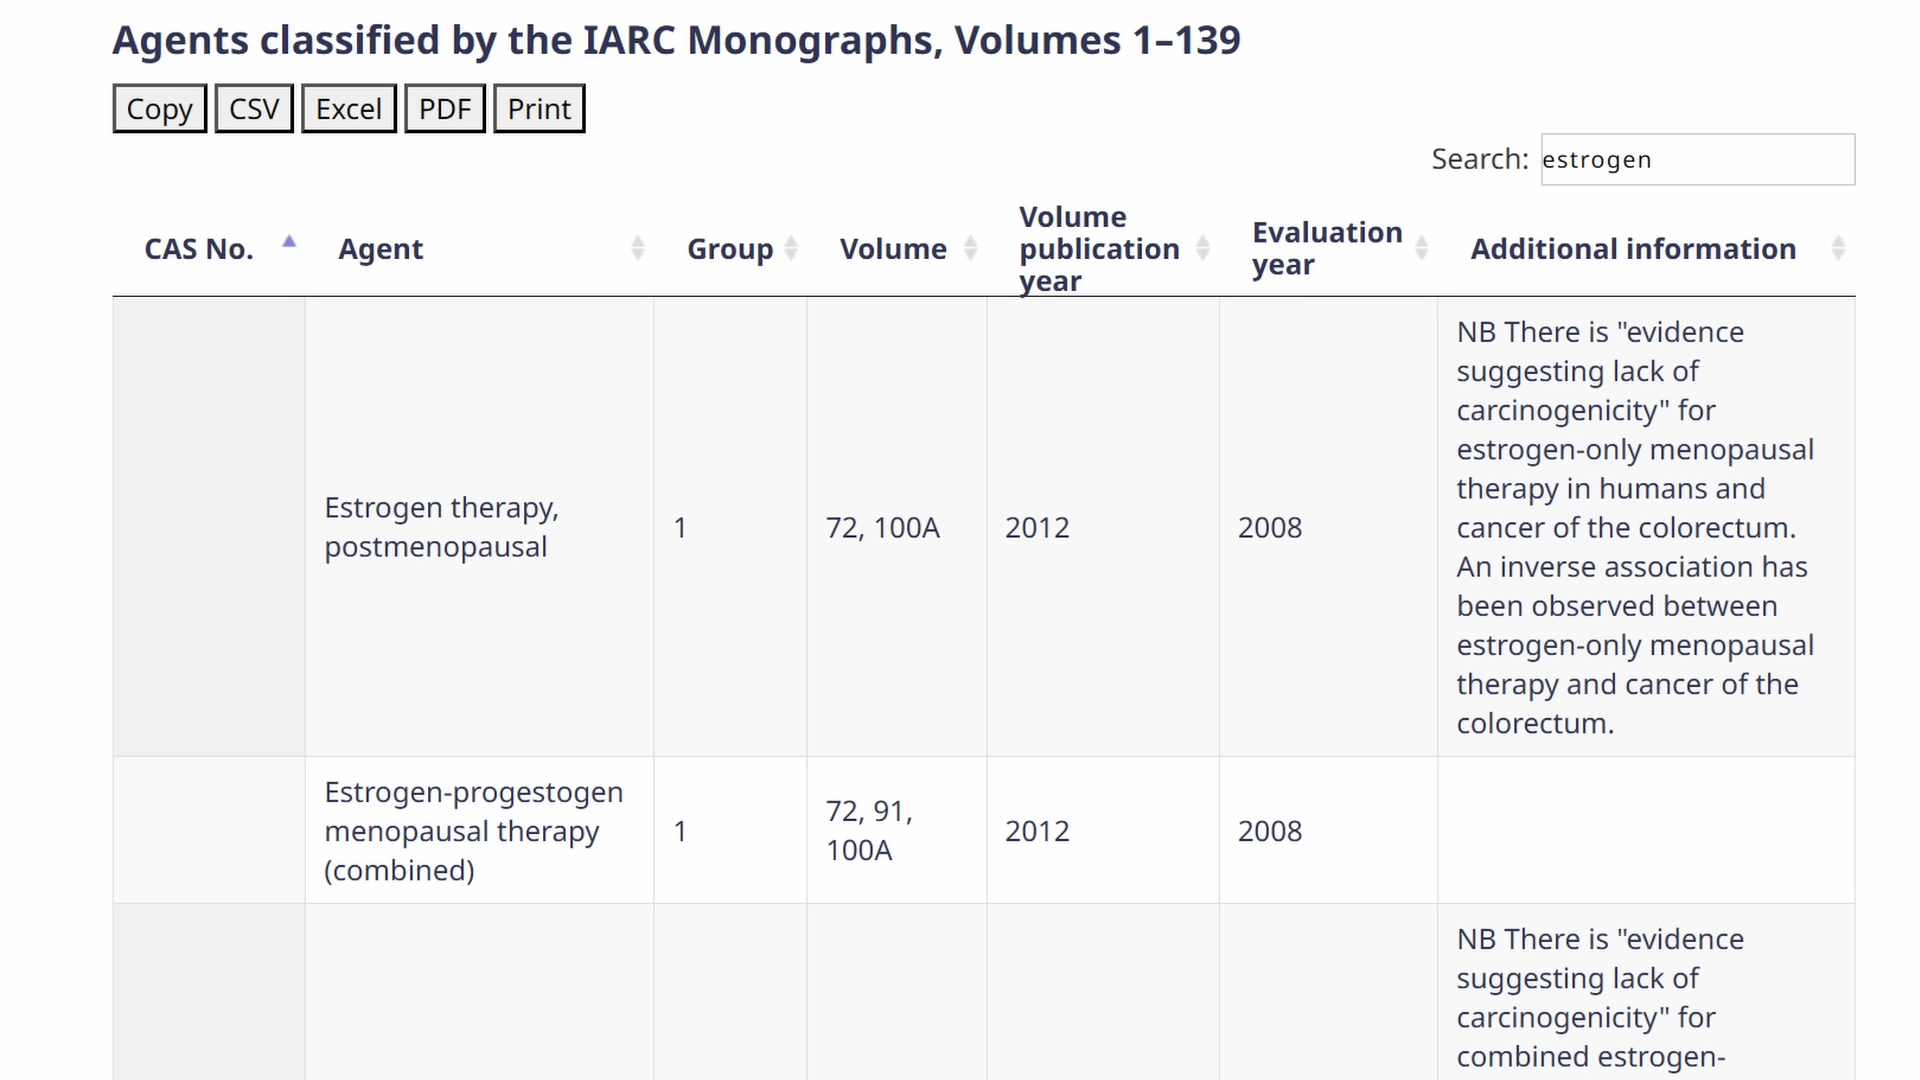 Agents classified by the IARC Monographs, Volumes 1–139
Copy CSV Excel PDF Print
Search: estrogen
CAS No. Agent Group Volume Volume publication year Evaluation year Additional information
Estrogen therapy,
postmenopausal
1
72, 100A
2012
2008
NB There is "evidence
suggesting lack of
carcinogenicity" for
estrogen-only menopausal
therapy in humans and
cancer of the colorectum.
An inverse association has
been observed between
estrogen-only menopausal
therapy and cancer of the
colorectum.
Estrogen-progestogen
menopausal therapy
(combined)
1
72, 91,
100A
2012
2008
NB There is "evidence
suggesting lack of
carcinogenicity" for
combined estrogen-